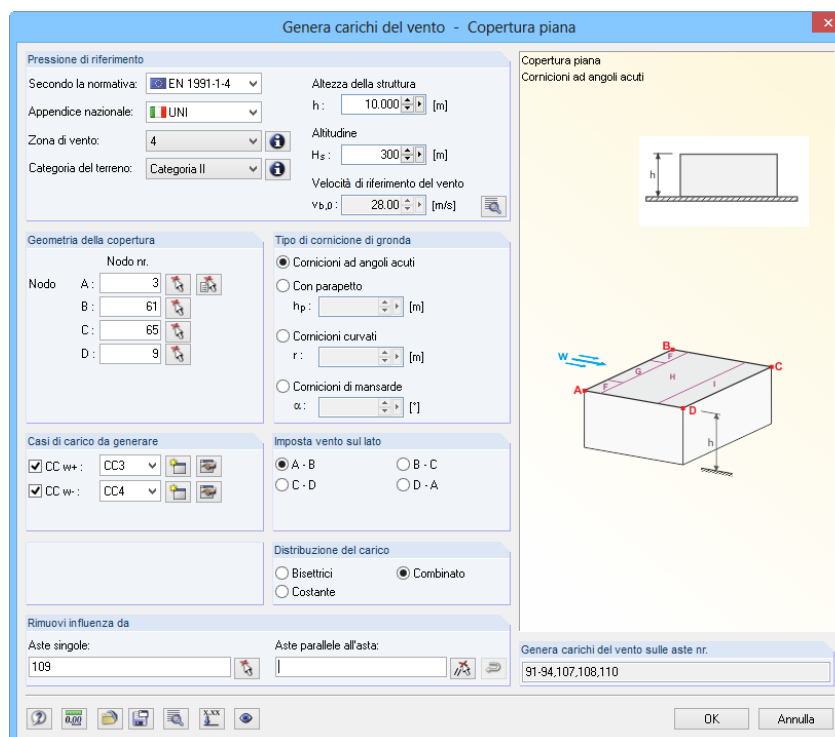 Genera carichi del vento - Copertura piana
Pressione di riferimento
Secondo la normativa: EN 1991-1-4
Appendice nazionale: UNI
Zona di vento: 4
Categoria del terreno: Categoria II
Altezza della struttura
h : 10.000 [m]
Altitudine
Hs : 300 [m]
Velocità di riferimento del vento
vb,0 : 28.00 [m/s]
Geometria della copertura
Nodo nr.
Nodo A : 3
B : 61
C : 65
D : 9
Tipo di cornicione di gronda
Cornicioni ad angoli acuti
Con parapetto
hp : [m]
Cornicioni curvati
r : [m]
Cornicioni di mansarde
α: [°]
Casi di carico da generare
CC w+ : CC3
CC w- : CC4
Imposta vento sul lato
A - B B - C
C - D D - A
Distribuzione del carico
Bisettrici Combinato
Costante
Rimuovi influenza da
Aste singole:
109
Aste parallele all'asta:
Copertura piana
Cornicioni ad angoli acuti
h
W
B
F
G
H
F
I
C
A
D
h
Genera carichi del vento sulle aste nr.
91-94,107,108,110
0.00
x.xx
OK Annulla